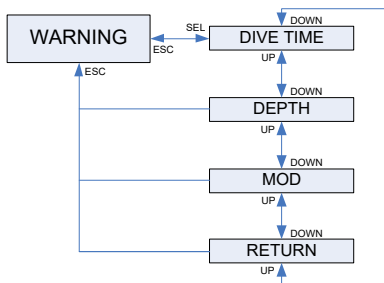 DOWN
WARNING
SEL
ESC
DIVE TIME
ESC
UP
DOWN
DEPTH
UP
DOWN
MOD
UP
DOWN
RETURN
UP